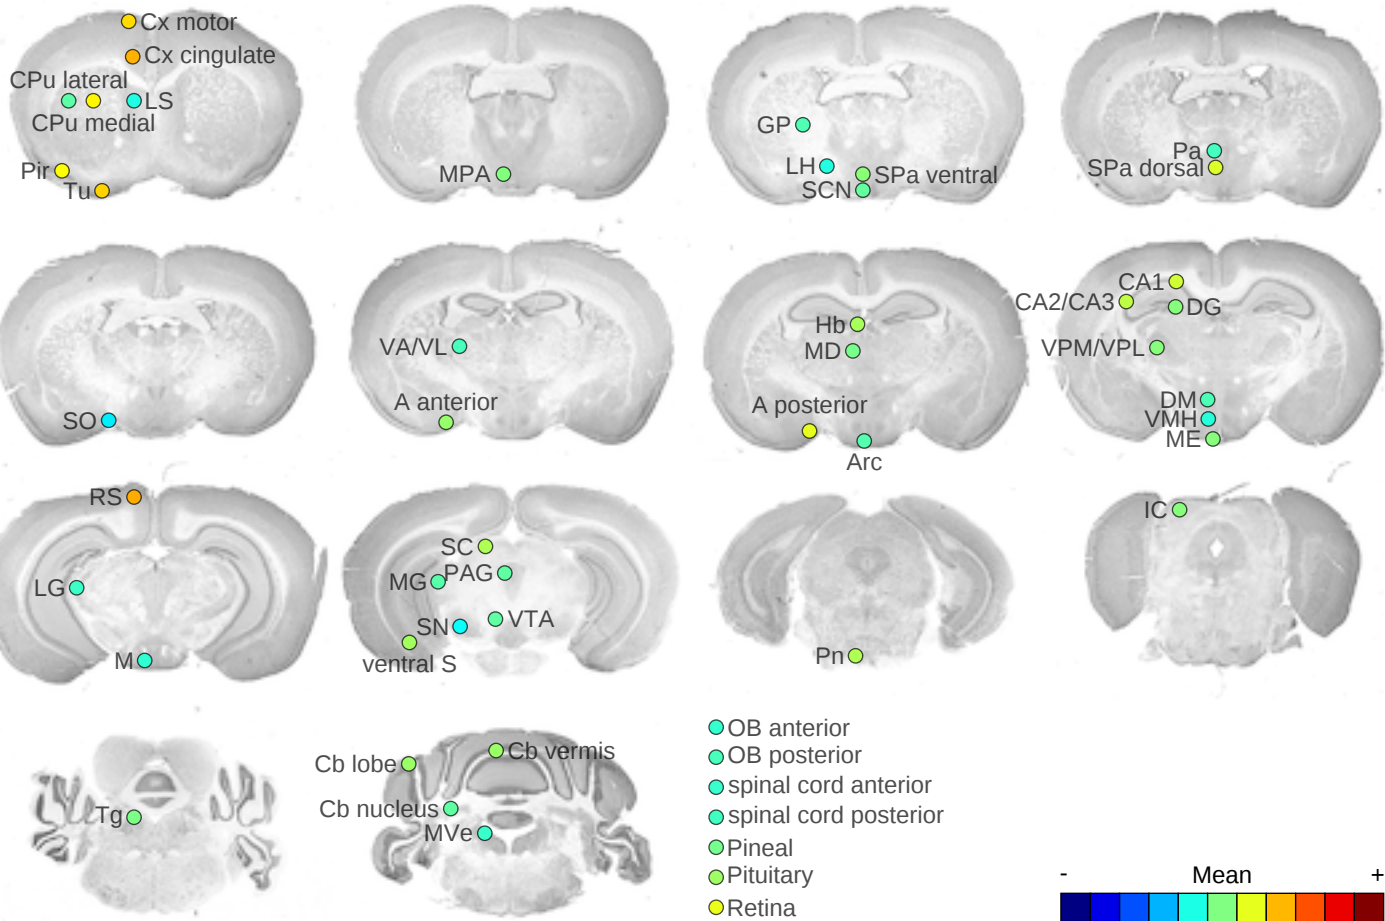 Cx motor
Cx cingulate
CPu lateral
LS
CPu medial
Pir
Tu
MPA
GP
LH
SPa ventral
SCN
Pa
SPa dorsal
SO
VA/VL
A anterior
Hb
MD
A posterior
Arc
CA1
CA2/CA3
DG
VPM/VPL
DM
VMH
ME
RS
LG
M
SC
MG
PAG
SN
VTA
ventral S
Pn
IC
Tg
Cb lobe
Cb vermis
Cb nucleus
MVe
OB anterior
OB posterior
spinal cord anterior
spinal cord posterior
Pineal
Pituitary
Retina
- Mean +